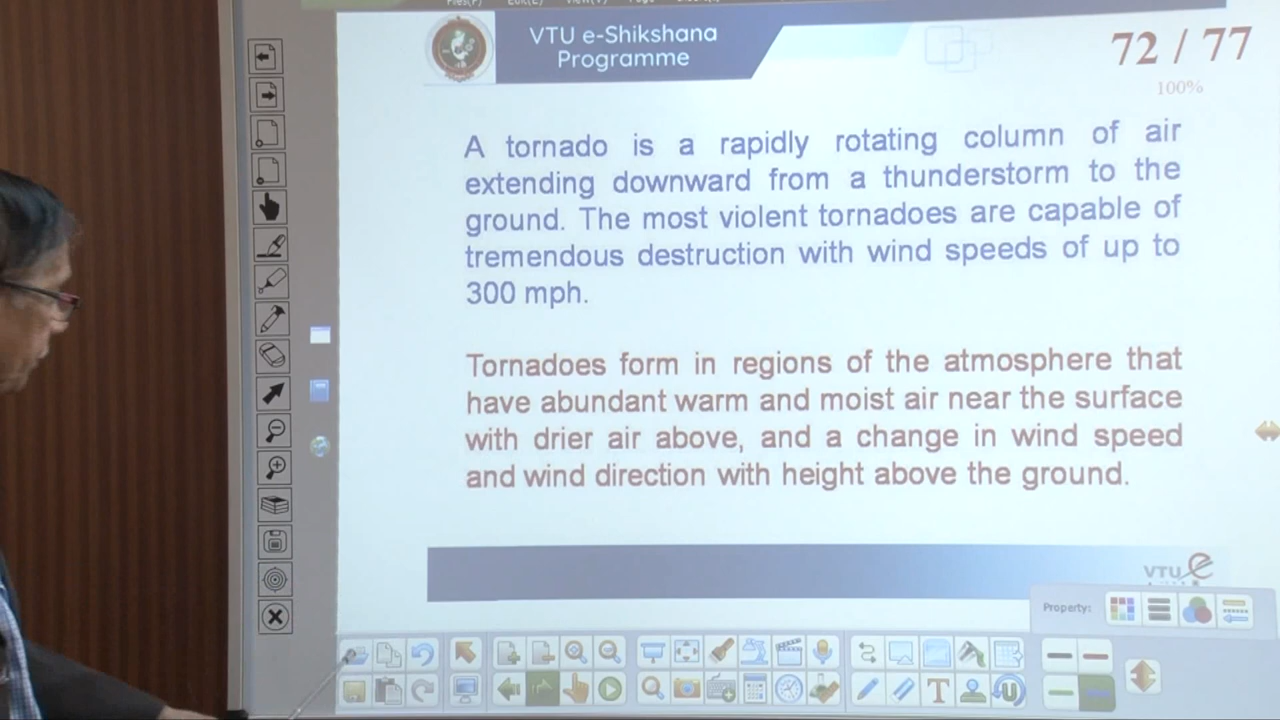 VTU e-Shikshana
Programme
72 / 77
100%
A tornado is a rapidly rotating column of air
extending downward from a thunderstorm to the
ground. The most violent tornadoes are capable of
tremendous destruction with wind speeds of up to
300 mph.
Tornadoes form in regions of the atmosphere that
have abundant warm and moist air near the surface
with drier air above, and a change in wind speed
and wind direction with height above the ground.
VTU e
Property: